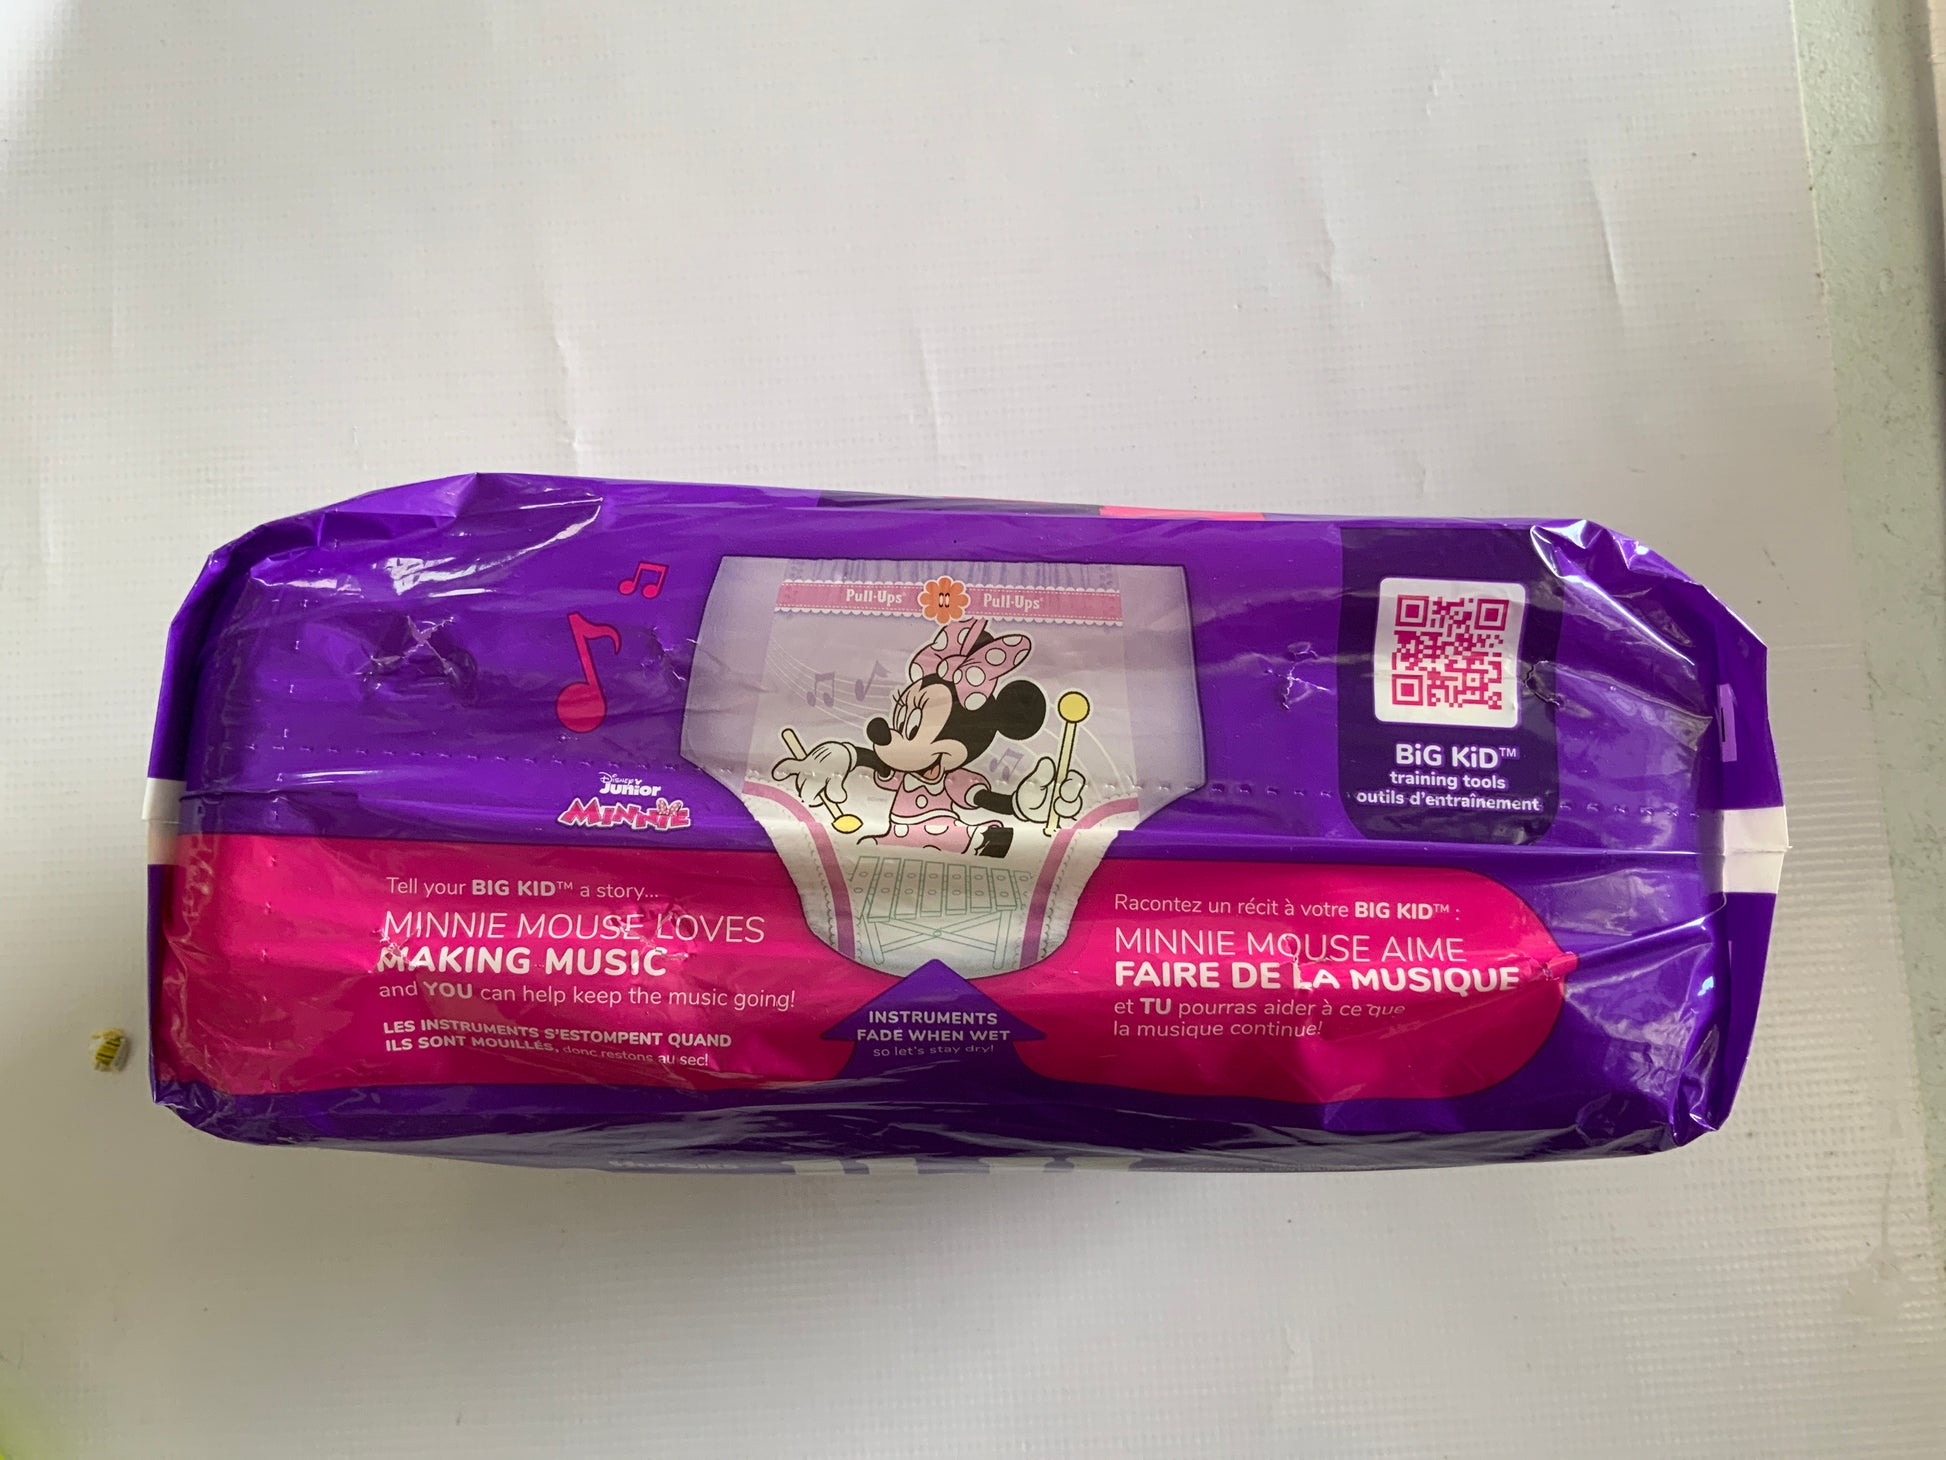 Pull-Ups® Pull-Ups®
Disney
Junior
MINNIE
BiG KiD™
training tools
outils d'entraînement
Tell your BIG KID™ a story...
MINNIE MOUSE LOVES
MAKING MUSIC
and YOU can help keep the music going!
LES INSTRUMENTS S'ESTOMPENT QUAND
ILS SONT MOUILLÉS, donc restons au sec!
INSTRUMENTS
FADE WHEN WET
so let's stay dry!
Racontez un récit à votre BIG KID™ :
MINNIE MOUSE AIME
FAIRE DE LA MUSIQUE
et TU pourras aider à ce que
la musique continue!